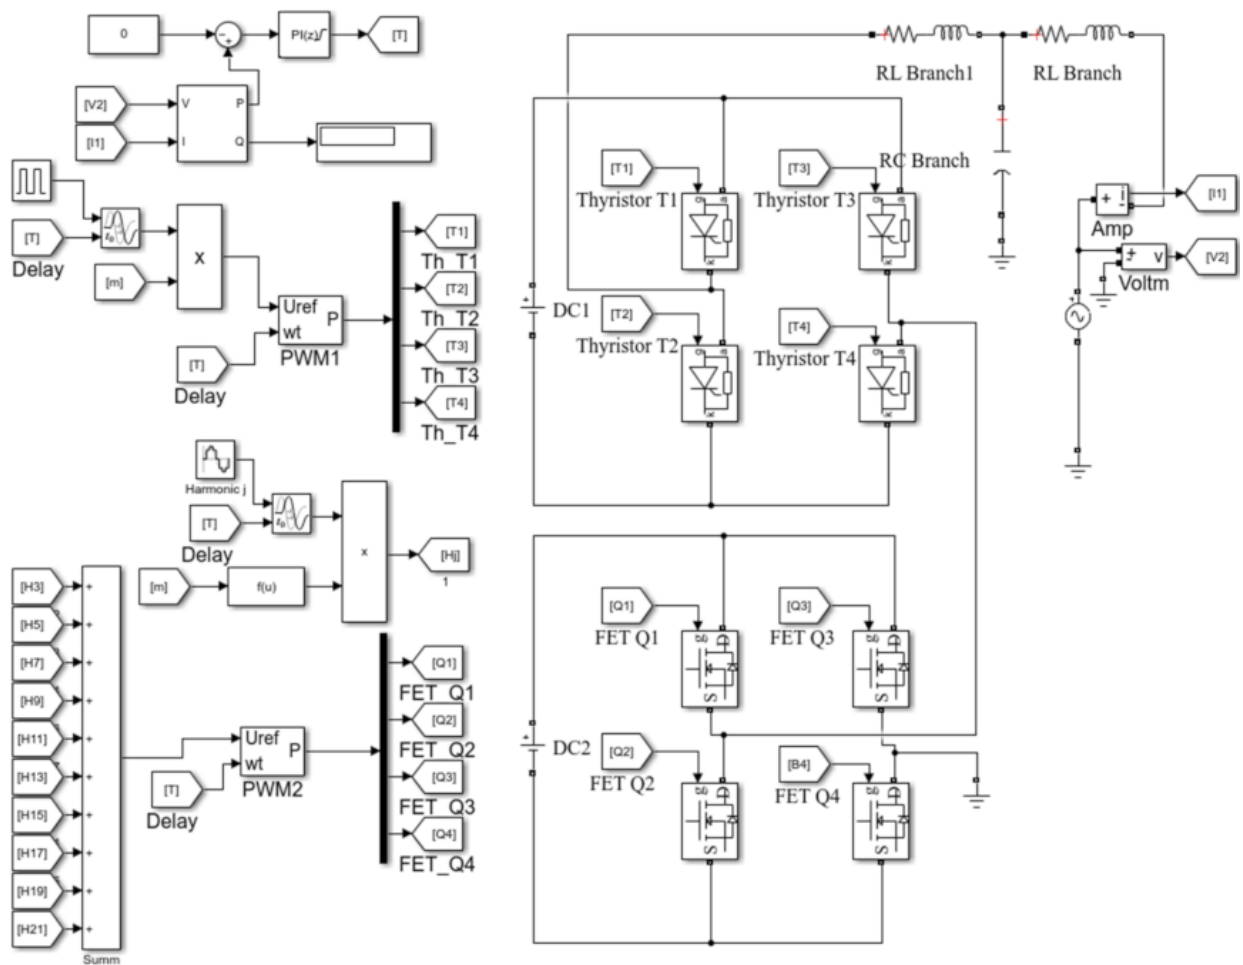 0
PI(z)
[T]
RL Branch1
RL Branch
[V2]
V
P
[I1]
I
Q
[T1]
Thyristor T1
[T3]
Thyristor T3
RC Branch
[I1]
i
+
-
Amp
[V2]
v
+
-
Voltm
[T]
Delay
[m]
x
Uref
wt
P
PWM1
[T]
Delay
[T1]
Th_T1
[T2]
Th_T2
[T3]
Th_T3
[T4]
Th_T4
g
a
k
g
a
k
+
DC1
[T2]
Thyristor T2
[T4]
Thyristor T4
g
a
k
g
a
k
+
Harmonic j
[T]
Delay
[m]
f(u)
x
[Hj]
1
[H3]
[H5]
[H7]
[H9]
[H11]
[H13]
[H15]
[H17]
[H19]
[H21]
+
+
+
+
+
+
+
+
+
+
Summ
Uref
wt
P
PWM2
[T]
Delay
[Q1]
FET_Q1
[Q2]
FET_Q2
[Q3]
FET_Q3
[Q4]
FET_Q4
[Q1]
FET Q1
[Q3]
FET Q3
g
D
S
g
D
S
+
DC2
[Q2]
FET Q2
[B4]
FET Q4
g
D
S
g
D
S